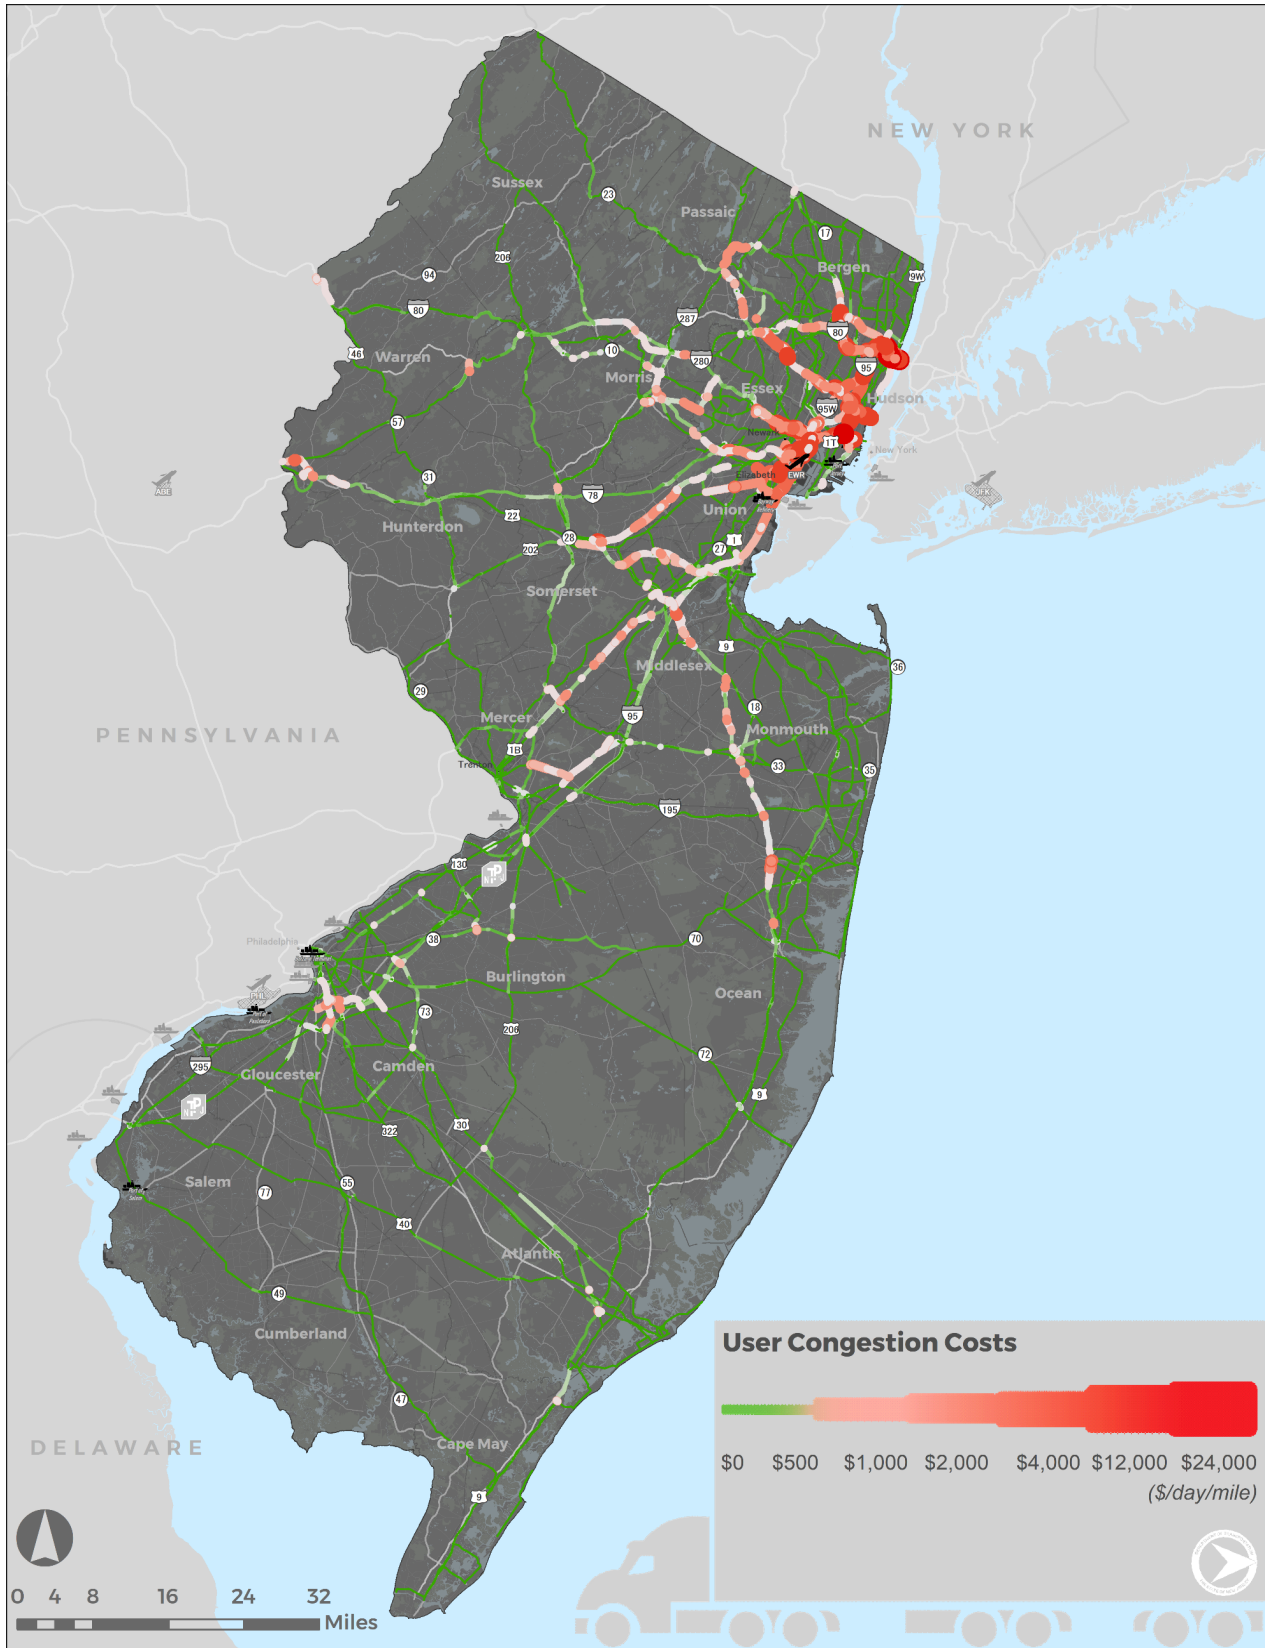 NEW YORK
Sussex
23
Passaic
17
Bergen
9W
206
94
80
287
80
46
10
Warren
280
95
Morris
Essex
Hudson
95W
57
Newark
11
New York
Elizabeth
EWR
ABE
JFK
31
78
Union
22
Hunterdon
28
1
202
27
Somerset
9
Middlesex
36
29
18
Mercer
95
Monmouth
PENNSYLVANIA
1B
33
Trenton
35
195
130
Philadelphia
38
70
Burlington
PHL
Ocean
73
206
72
295
Camden
Gloucester
9
322
30
Salem
77
55
40
Atlantic
49
Cumberland
User Congestion Costs
47
Cape May
DELAWARE
$0 $500 $1,000 $2,000 $4,000 $12,000 $24,000
($/day/mile)
9
0 4 8 16 24 32
Miles